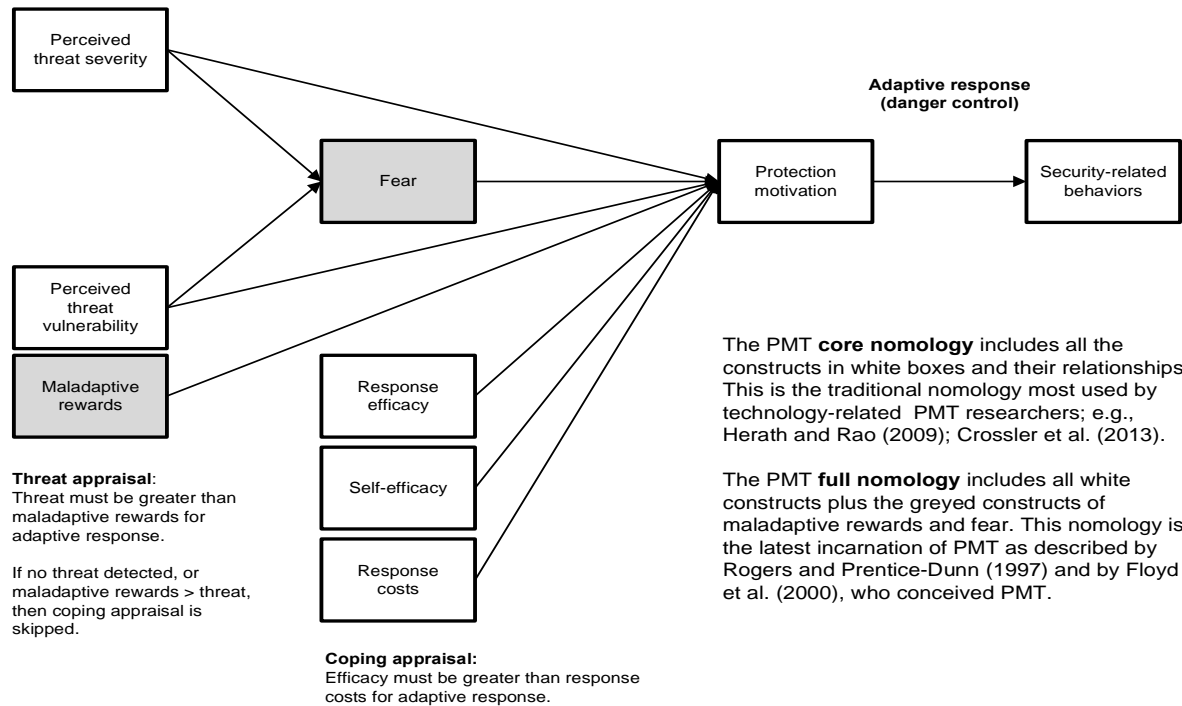 Perceived
threat severity
Adaptive response
(danger control)
Fear
Protection
motivation
Security-related
behaviors
Perceived
threat
vulnerability
Maladaptive
rewards
Response
efficacy
Self-efficacy
Response
costs
Threat appraisal:
Threat must be greater than
maladaptive rewards for
adaptive response.
If no threat detected, or
maladaptive rewards > threat,
then coping appraisal is
skipped.
Coping appraisal:
Efficacy must be greater than response
costs for adaptive response.
The PMT core nomology includes all the
constructs in white boxes and their relationships
This is the traditional nomology most used by
technology-related PMT researchers; e.g.,
Herath and Rao (2009); Crossler et al. (2013).
The PMT full nomology includes all white
constructs plus the greyed constructs of
maladaptive rewards and fear. This nomology is
the latest incarnation of PMT as described by
Rogers and Prentice-Dunn (1997) and by Floyd
et al. (2000), who conceived PMT.